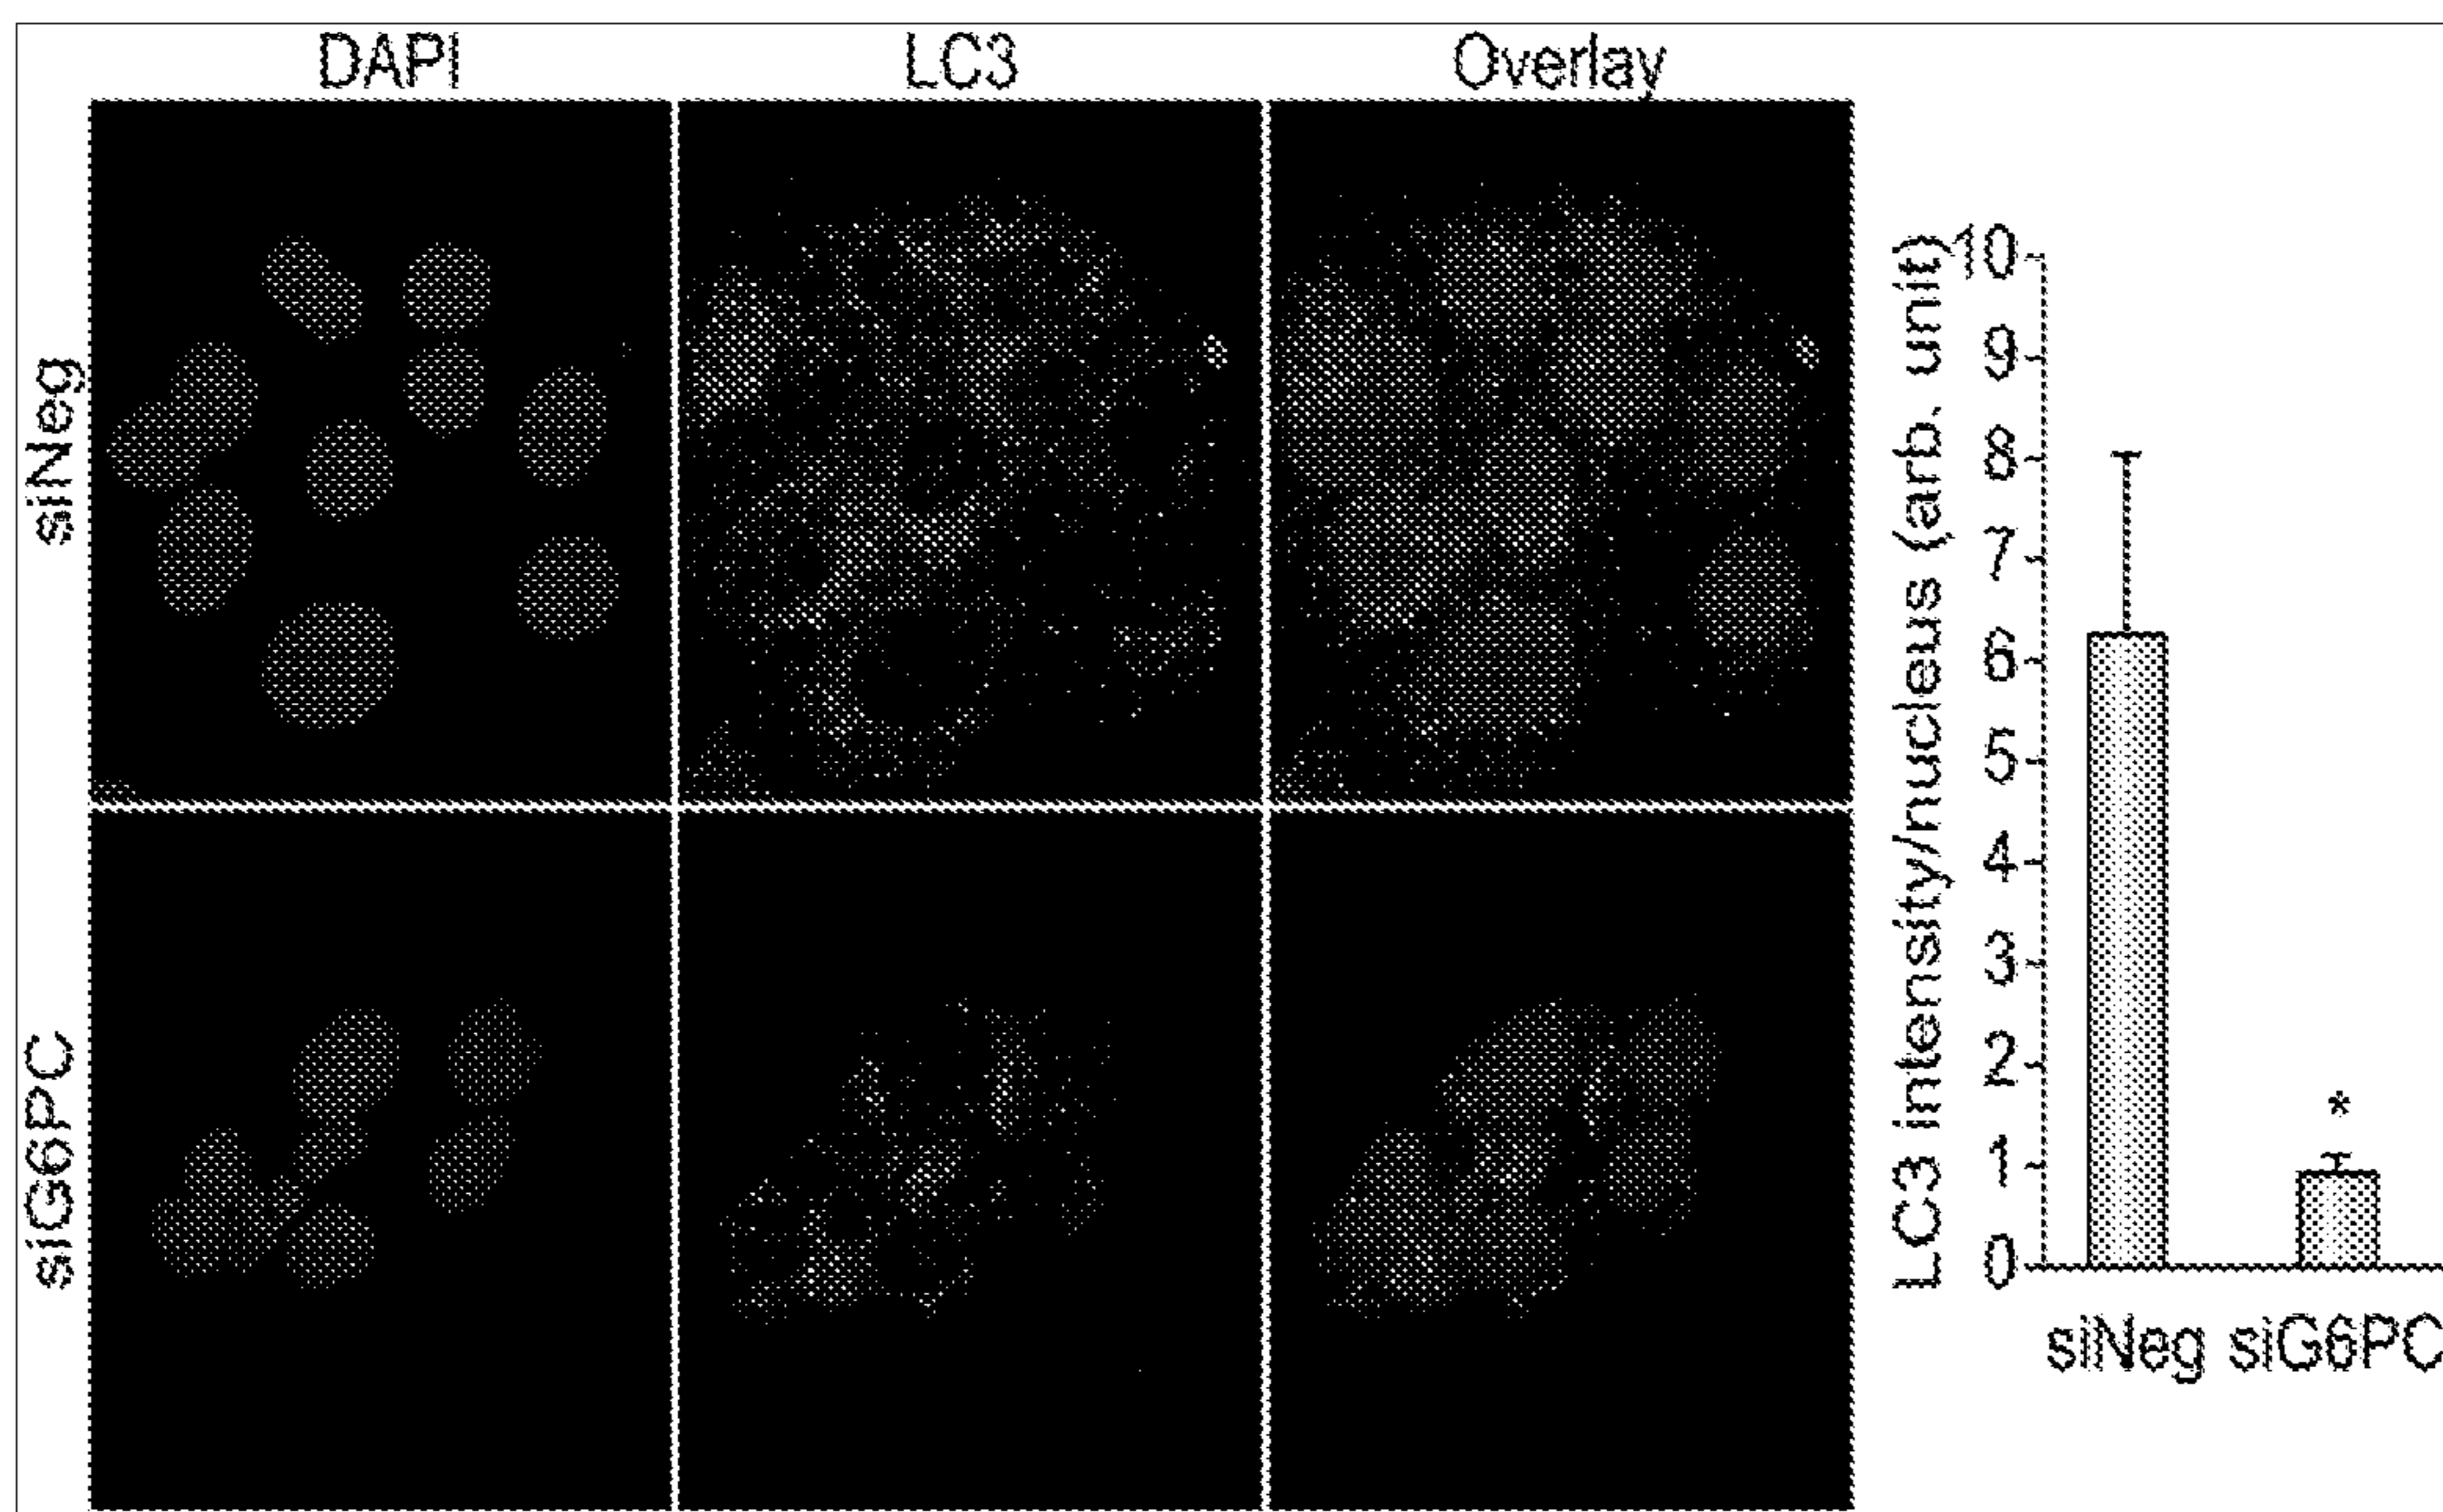 DAPI LC3 Overlay
siNeg
siG6PC
LC3 intensity/nucleus (arb. unit)
10
9
8
7
6
5
4
3
2
1
0
*
siNeg siG6PC